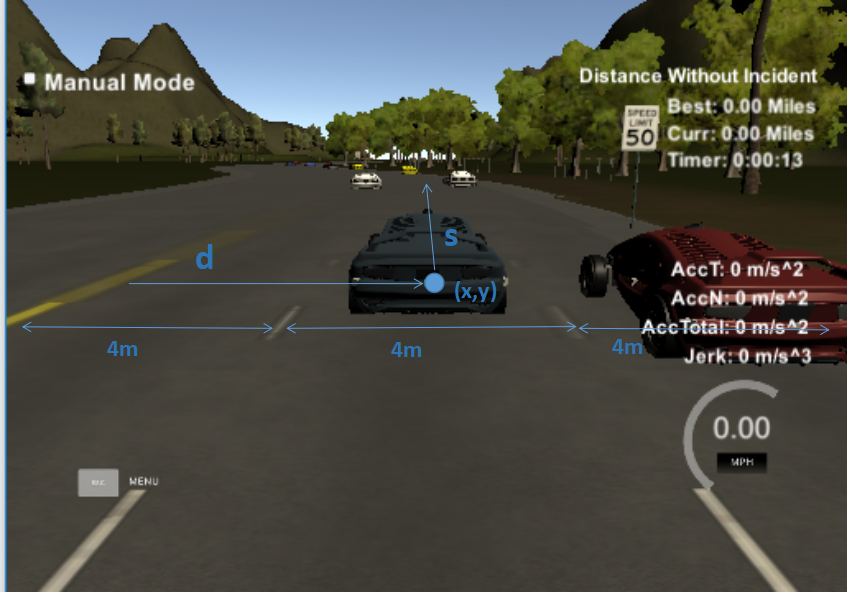 Manual Mode
Distance Without Incident
Best: 0.00 Miles
Curr: 0:00 Miles
Timer: 0:00:13
SPEED
LIMIT
50
d
s
(x,y)
AccT: 0 m/s^2
AccN: 0 m/s^2
AccTotal: 0 m/s^2
Jerk: 0 m/s^3
4m
4m
4m
0.00
MPH
MENU